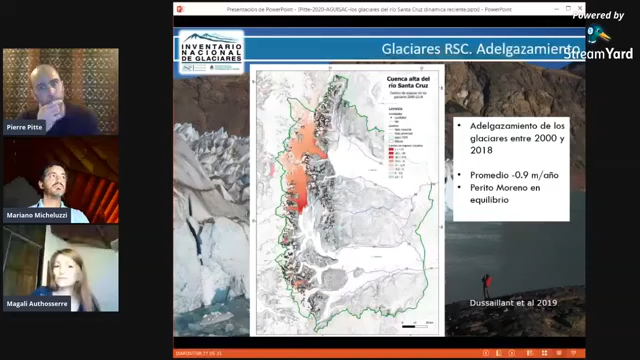 Presentación de PowerPoint - [Pitte-2020-AGUISAC-los glaciares del río Santa Cruz dinamica reciente.pptx] - PowerPoint
Powered by
StreamYard
INVENTARIO
NACIONAL
DE GLACIARES
Glaciares RSC. Adelgazamiento
Cuenca alta del
río Santa Cruz
• Adelgazamiento de los
glaciares entre 2000 y
2018
• Promedio -0.9 m/año
• Perito Moreno en
equilibrio
Dussaillant et al 2019
Pierre Pitte
Mariano Micheluzzi
Magali Authosserre